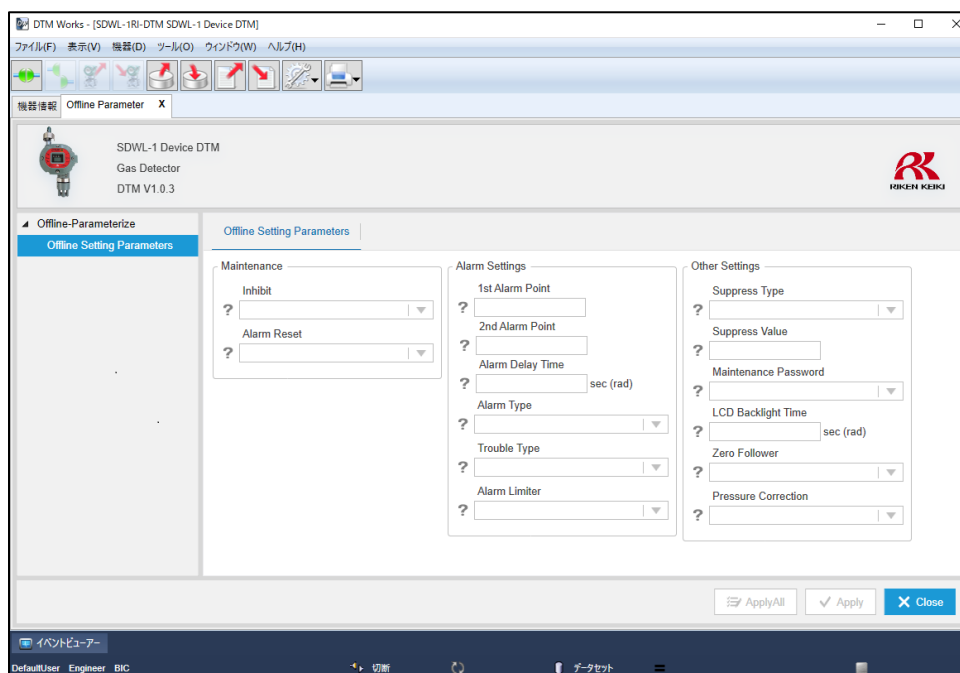 DTM Works - [SDWL-1RI-DTM SDWL-1 Device DTM]
ファイル(F) 表示(V) 機器(D) ツール(O) ウィンドウ(W) ヘルプ(H)
機器情報 Offline Parameter X
SDWL-1 Device DTM
Gas Detector
DTM V1.0.3
RIKEN KEIKI
Offline-Parameterize
Offline Setting Parameters
Offline Setting Parameters
Maintenance
Inhibit
?
Alarm Reset
?
Alarm Settings
1st Alarm Point
?
2nd Alarm Point
?
Alarm Delay Time
? sec (rad)
Alarm Type
?
Trouble Type
?
Alarm Limiter
?
Other Settings
Suppress Type
?
Suppress Value
?
Maintenance Password
?
LCD Backlight Time
? sec (rad)
Zero Follower
?
Pressure Correction
?
ApplyAll Apply Close
イベントビューアー
DefaultUser Engineer BIC 切断 データセット